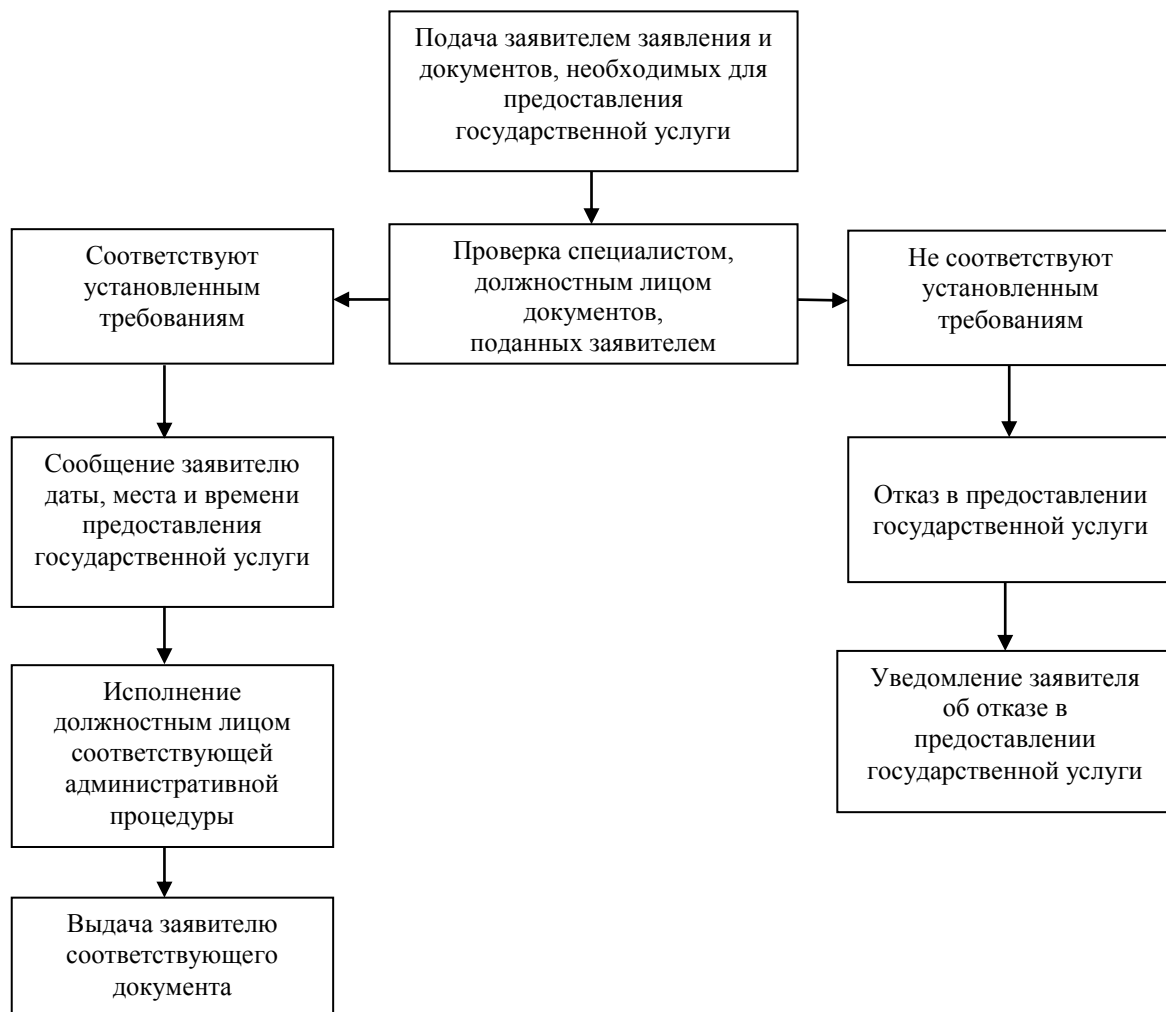 Подача заявителем заявления и
документов, необходимых для
предоставления
государственной услуги
Соответствуют
установленным
требованиям
Проверка специалистом,
должностным лицом
документов,
поданных заявителем
Не соответствуют
установленным
требованиям
Сообщение заявителю
даты, места и времени
предоставления
государственной услуги
Отказ в предоставлении
государственной услуги
Исполнение
должностным лицом
соответствующей
административной
процедуры
Уведомление заявителя
об отказе в
предоставлении
государственной услуги
Выдача заявителю
соответствующего
документа